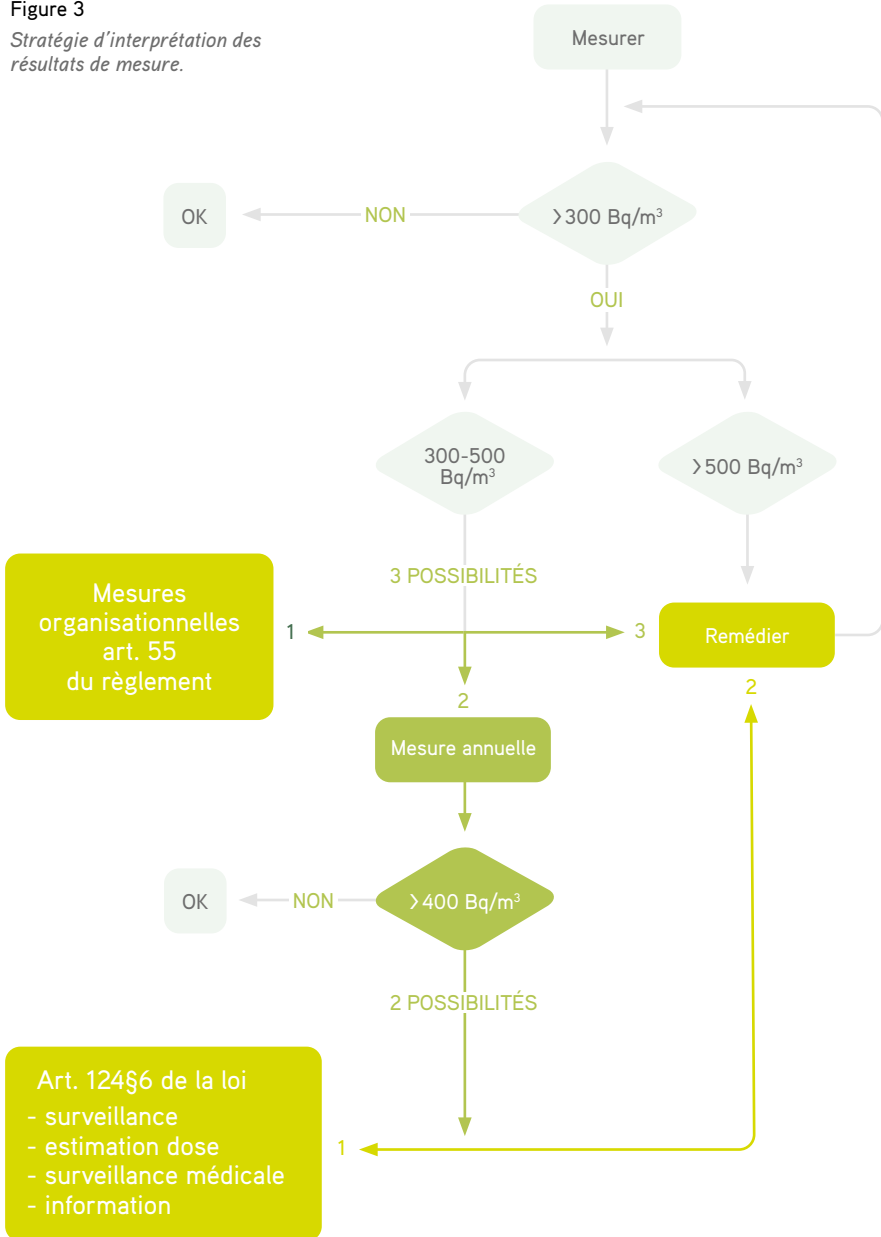 Figure 3
Stratégie d'interprétation des
résultats de mesure.
Mesurer
>300 Bq/m³
NON
OK
OUI
300-500
Bq/m³
>500 Bq/m³
3 POSSIBILITÉS
Mesures
organisationnelles
art. 55
du règlement
1
3
Remédier
2
2
Mesure annuelle
>400 Bq/m³
NON
OK
2 POSSIBILITÉS
Art. 124§6 de la loi
- surveillance
- estimation dose
- surveillance médicale
- information
1